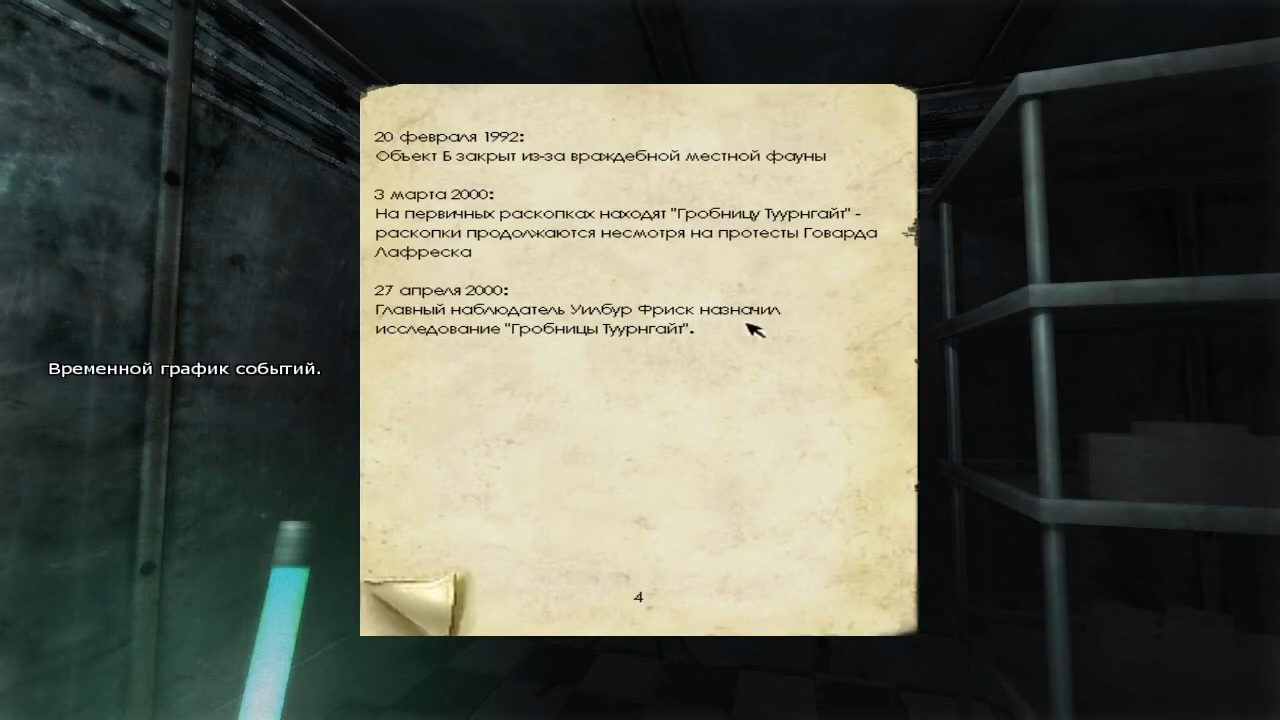 20 февраля 1992:
Объект Б закрыт из-за враждебной местной фауны
3 марта 2000:
На первичных раскопках находят "Гробницу Туурнгайт" -
раскопки продолжаются несмотря на протесты Говарда
Лафреска
27 апреля 2000:
Главный наблюдатель Уилбур Фриск назначил
исследование "Гробницы Туурнгайт".
Временной график событий.
4